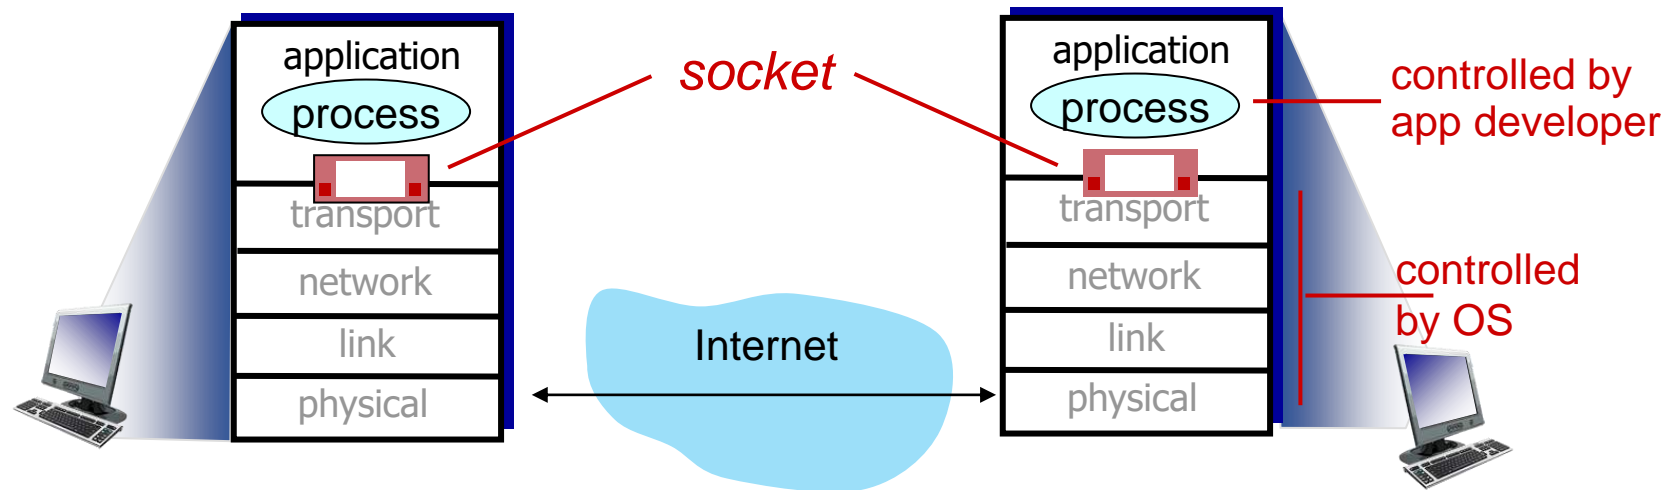 application
process
transport
network
link
physical
socket
Internet
application
process
transport
network
link
physical
controlled by
app developer
controlled
by OS